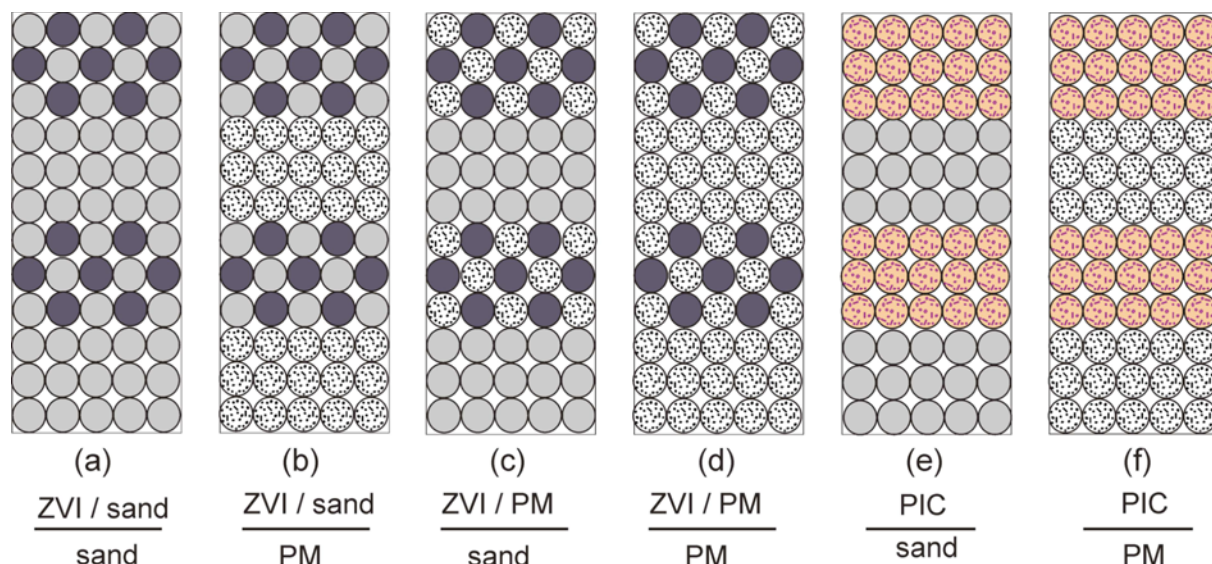 (a) (b) (c) (d) (e) (f)
ZVI / sand ZVI / sand ZVI / PM ZVI / PM PIC PIC
sand PM sand PM sand PM